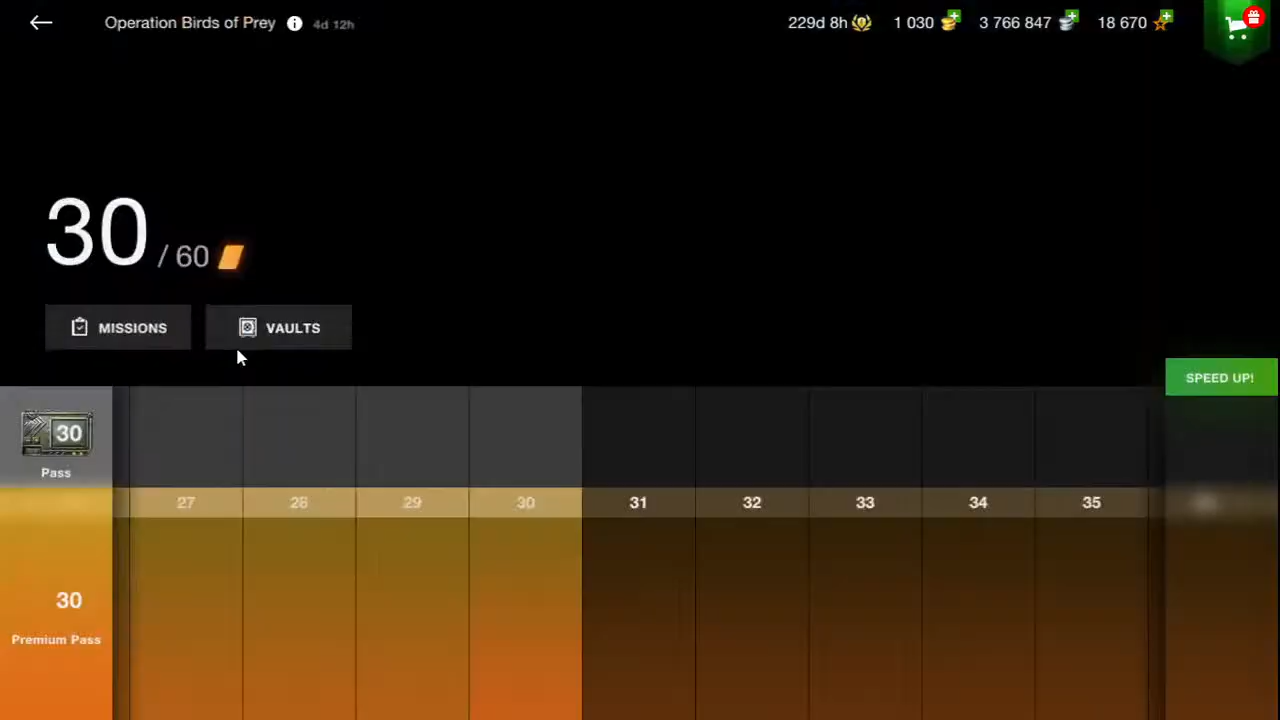 Operation Birds of Prey 4d 12h 229d 8h 1 030 3 766 847 18 670
30 / 60
MISSIONS VAULTS
SPEED UP!
30
Pass
27 28 29 30 31 32 33 34 35
30
Premium Pass